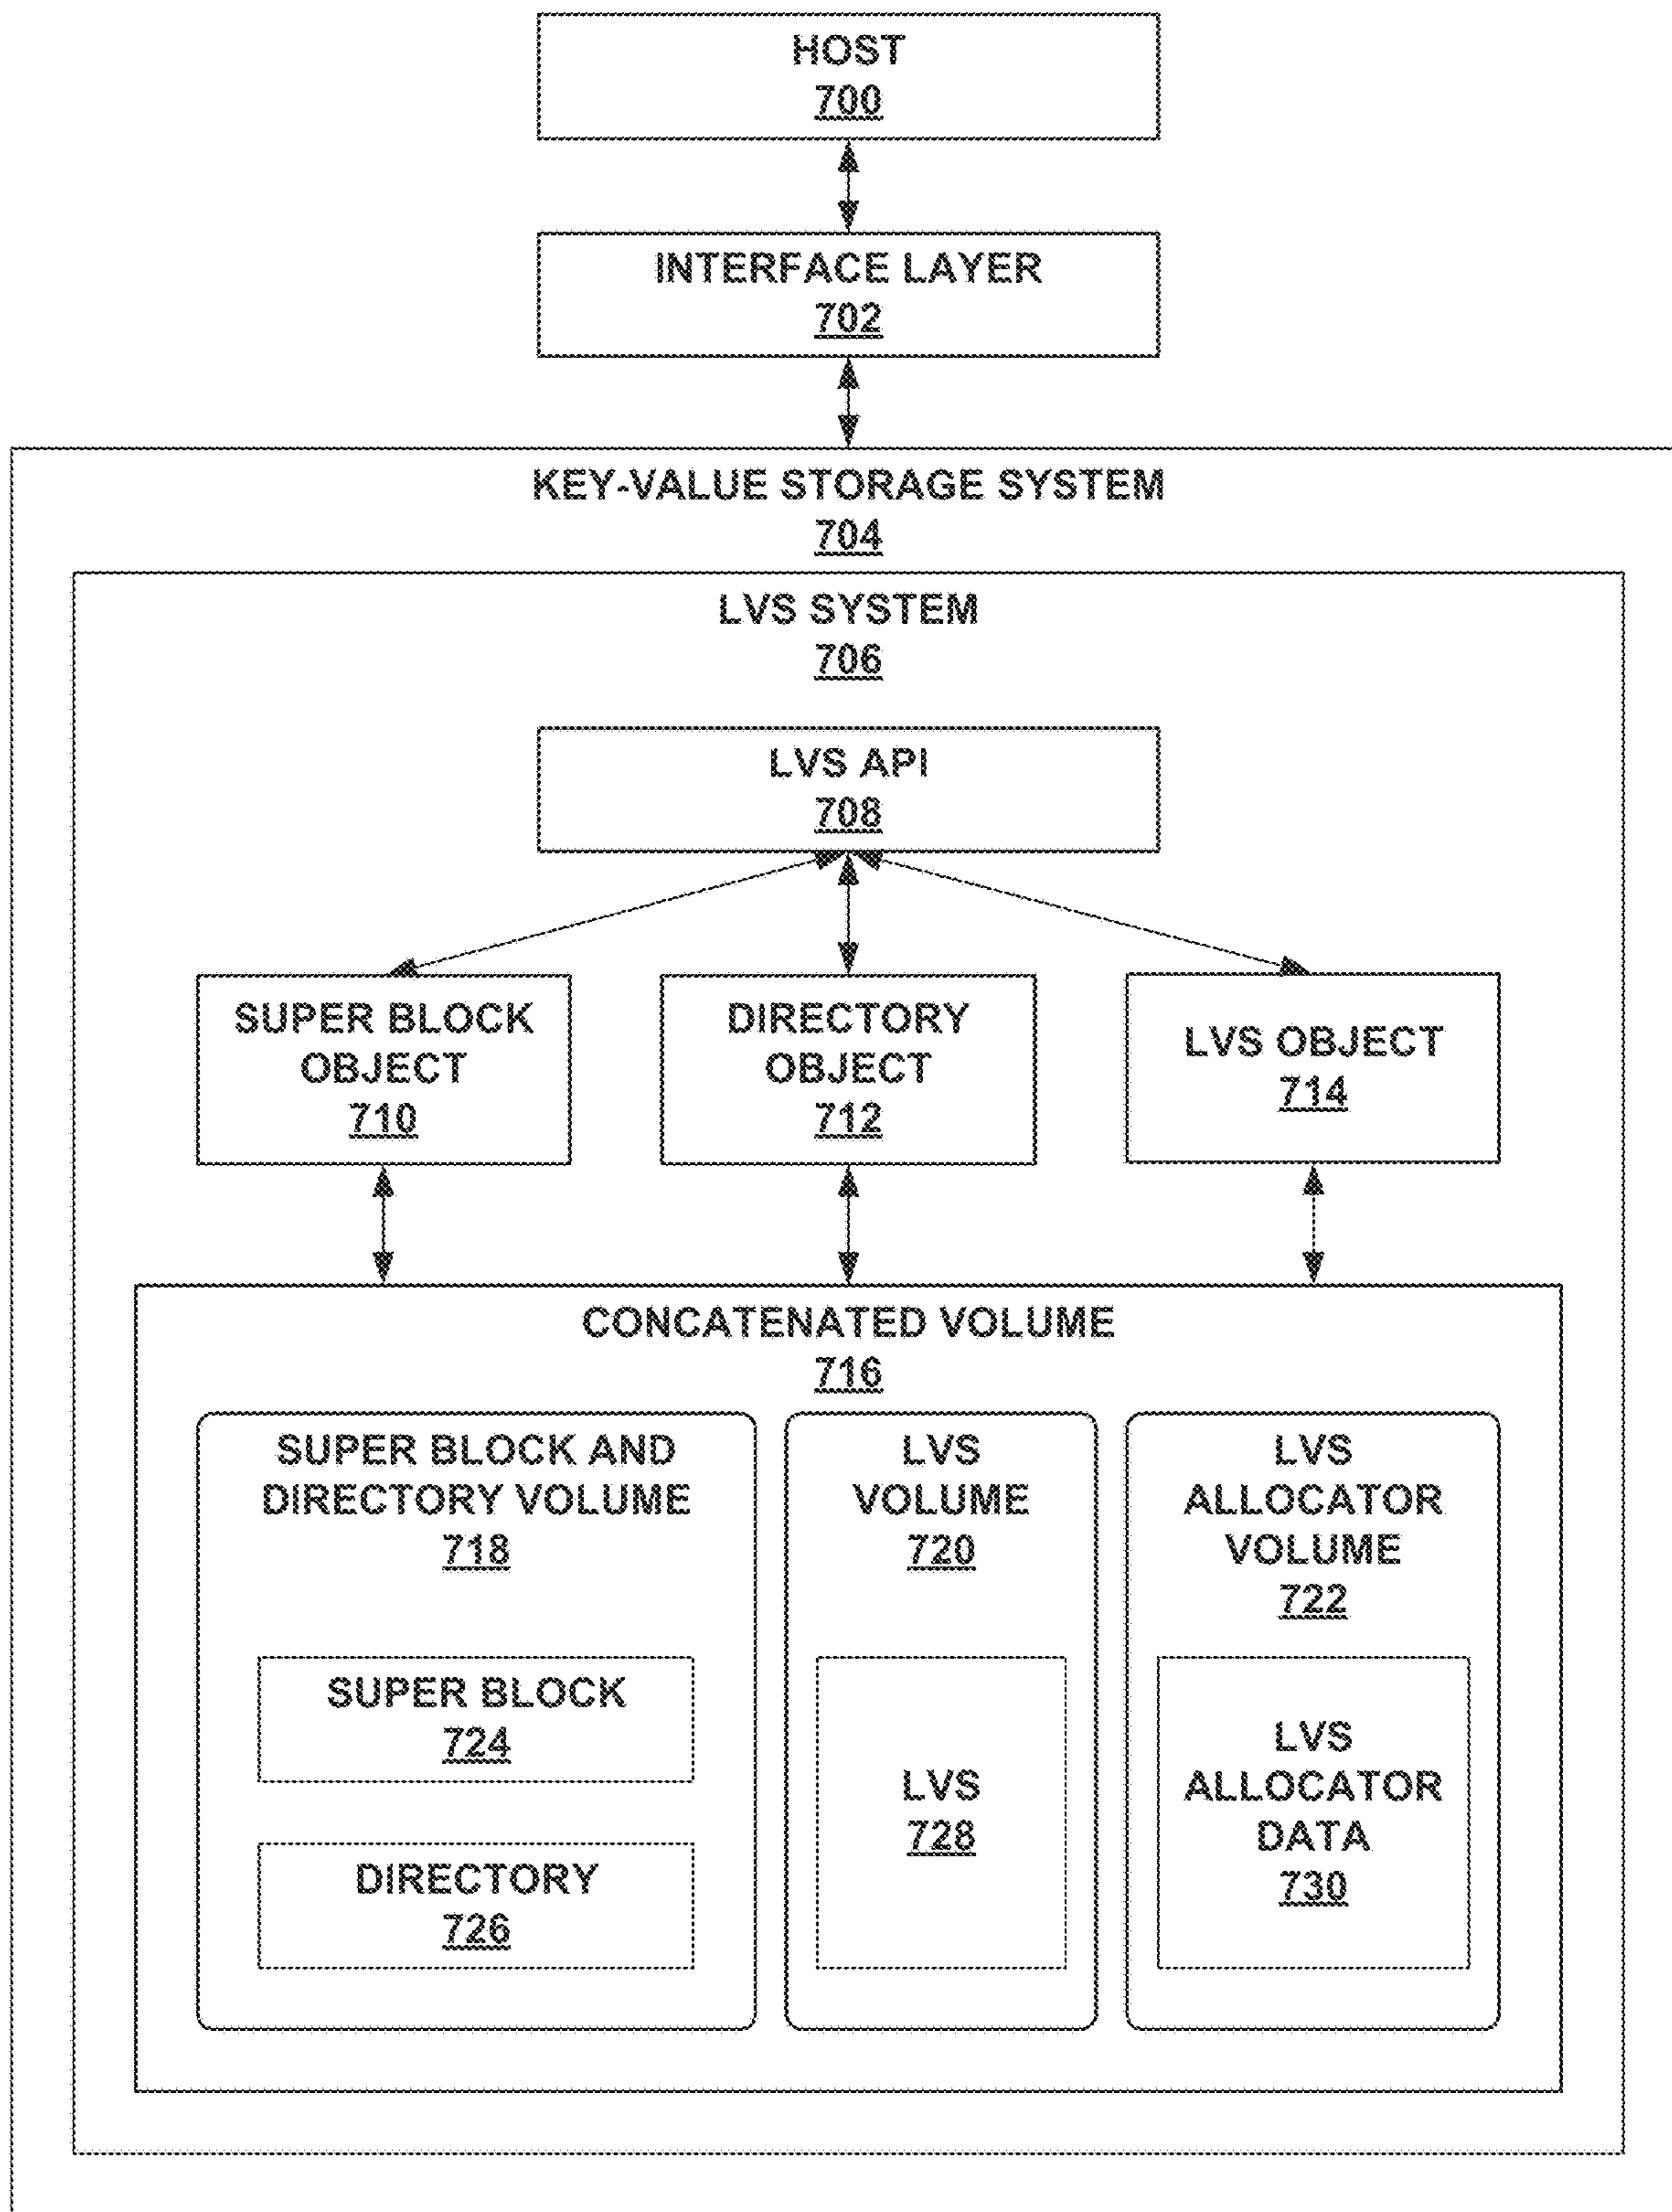 HOST
700
INTERFACE LAYER
702
KEY-VALUE STORAGE SYSTEM
704
LVS SYSTEM
706
LVS API
708
SUPER BLOCK
OBJECT
710
DIRECTORY
OBJECT
712
LVS OBJECT
714
CONCATENATED VOLUME
716
SUPER BLOCK AND
DIRECTORY VOLUME
718
SUPER BLOCK
724
DIRECTORY
726
LVS
VOLUME
720
LVS
728
LVS
ALLOCATOR
VOLUME
722
LVS
ALLOCATOR
DATA
730